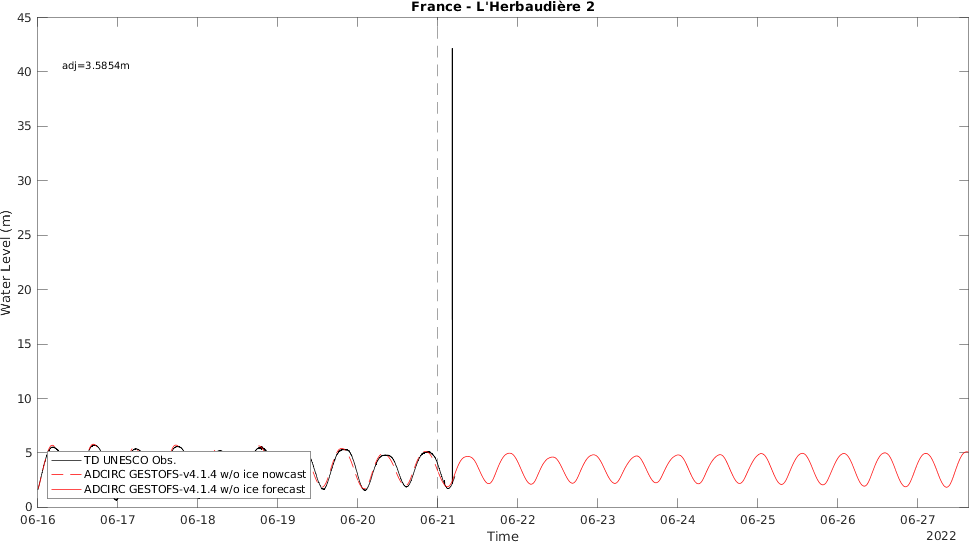 France - L'Herbaudière 2
45
40
35
30
25
20
15
10
5
0
adj=3.5854m
Water Level (m)
TD UNESCO Obs.
ADCIRC GESTOFS-v4.1.4 w/o ice nowcast
ADCIRC GESTOFS-v4.1.4 w/o ice forecast
06-16 06-17 06-18 06-19 06-20 06-21 06-22 06-23 06-24 06-25 06-26 06-27
Time
2022